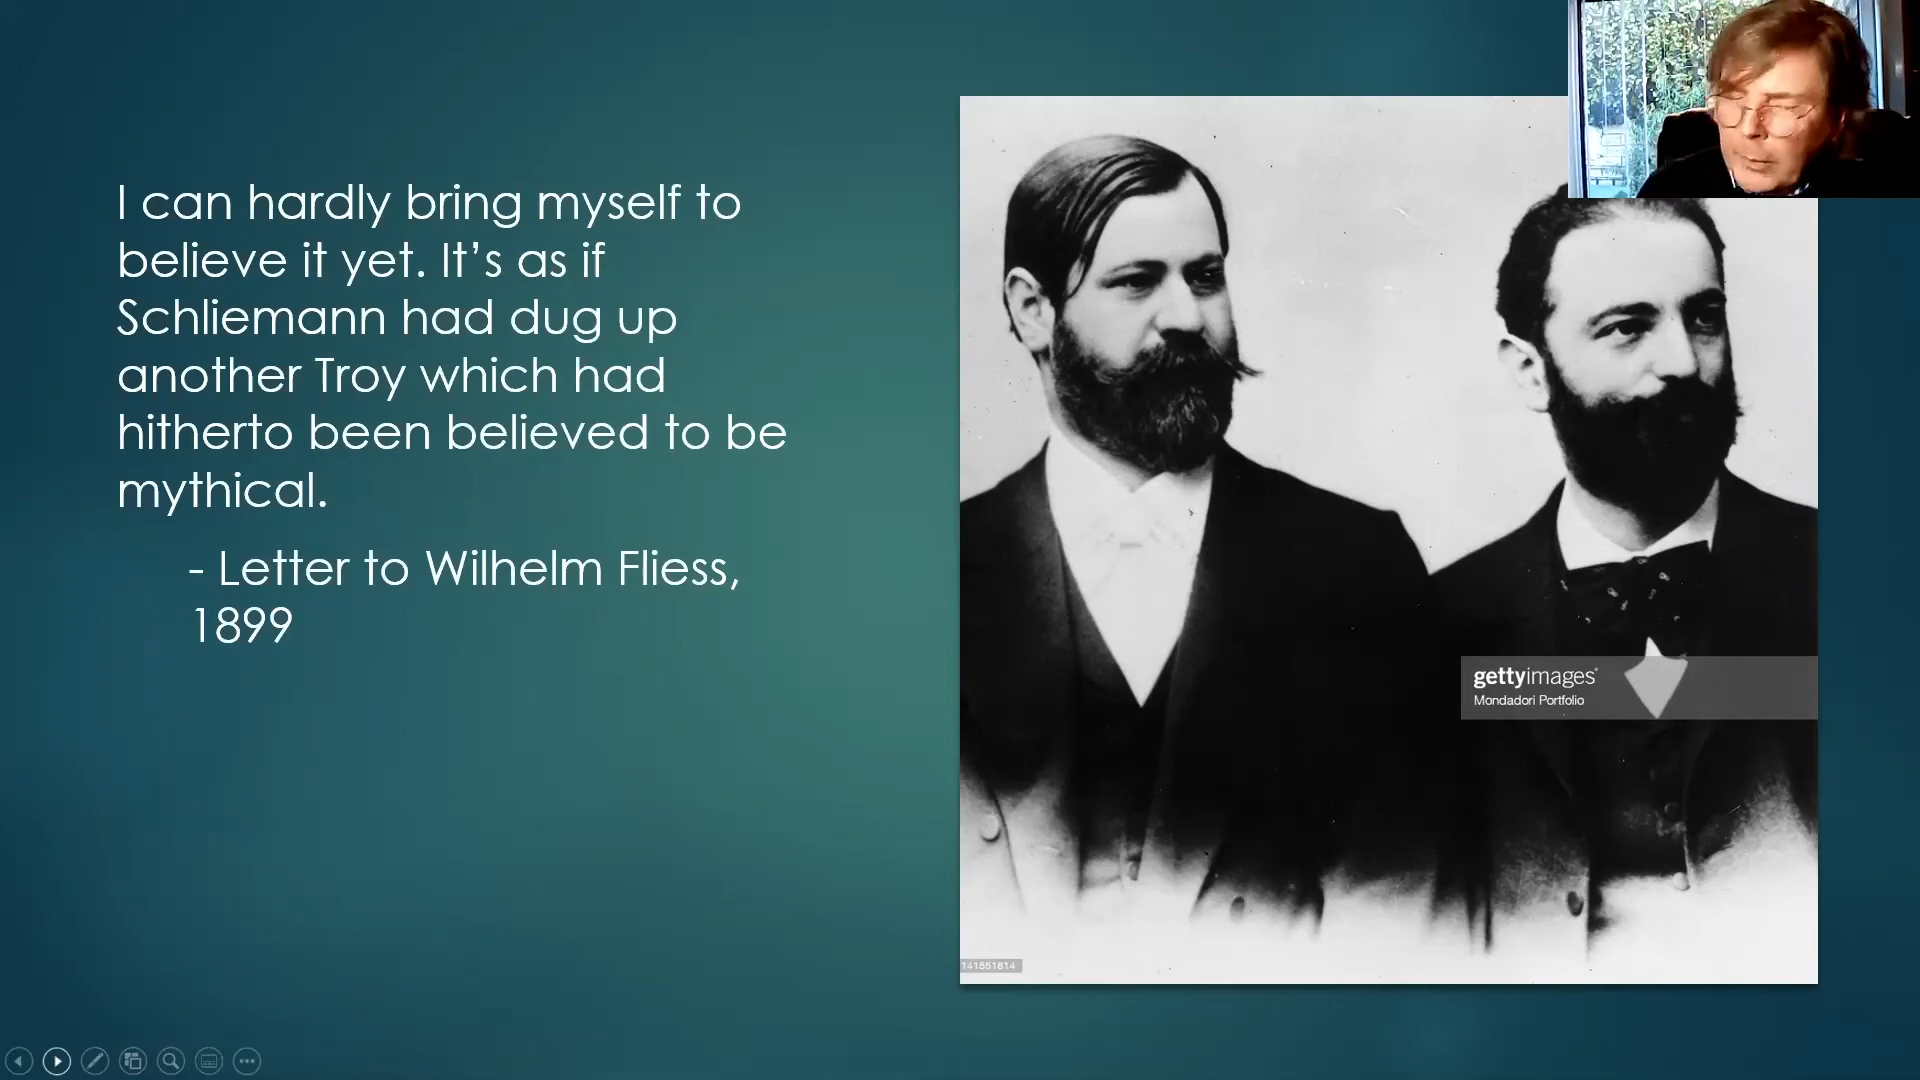 I can hardly bring myself to
believe it yet. It’s as if
Schliemann had dug up
another Troy which had
hitherto been believed to be
mythical.
- Letter to Wilhelm Fliess,
1899
gettyimages®
Mondadori Portfolio
141551814